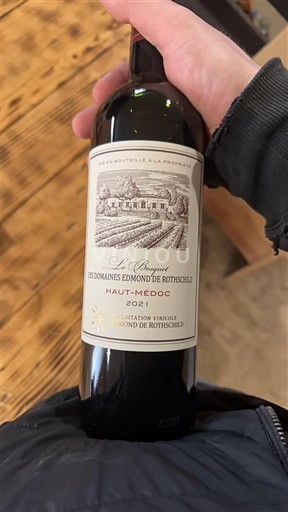 MIS EN BOUTEILLE A LA PROPRIETE
Le Bosquet
DES DOMAINES EDMOND DE ROTHSCHILD
HAUT-MÉDOC
2021
EXPLOITATION VINICOLE
EDMOND DE ROTHSCHILD